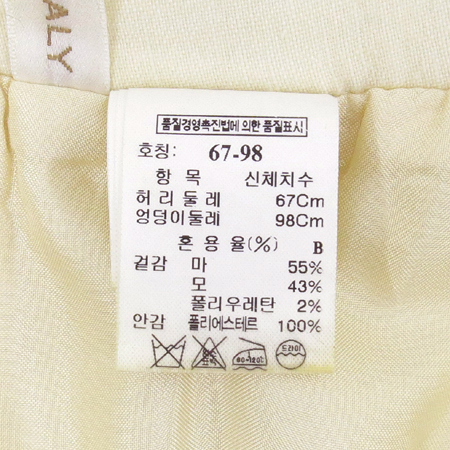 ALY
품질경영촉진법에 의한 품질표시
호칭: 67-98
항 목 신체치수
허리둘레 67Cm
엉덩이둘레 98Cm
혼 용 율(%) B
겉감 마 55%
모 43%
폴리우레탄 2%
안감 폴리에스테르 100%
드라이